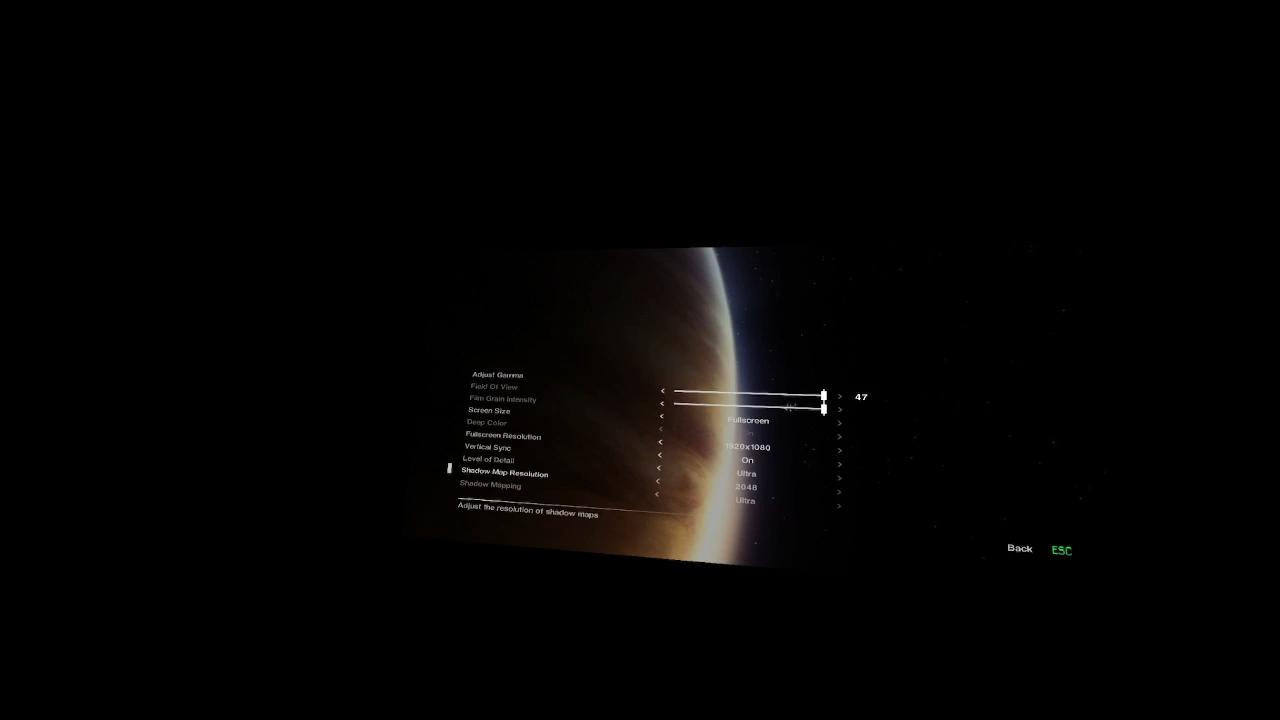 Adjust Gamma
Field Of View 47
Film Grain Intensity
Screen Size Fullscreen
Deep Color
Fullscreen Resolution 1920x1080
Vertical Sync On
Level of Detail Ultra
Shadow Map Resolution 2048
Shadow Mapping Ultra
Adjust the resolution of shadow maps
Back ESC